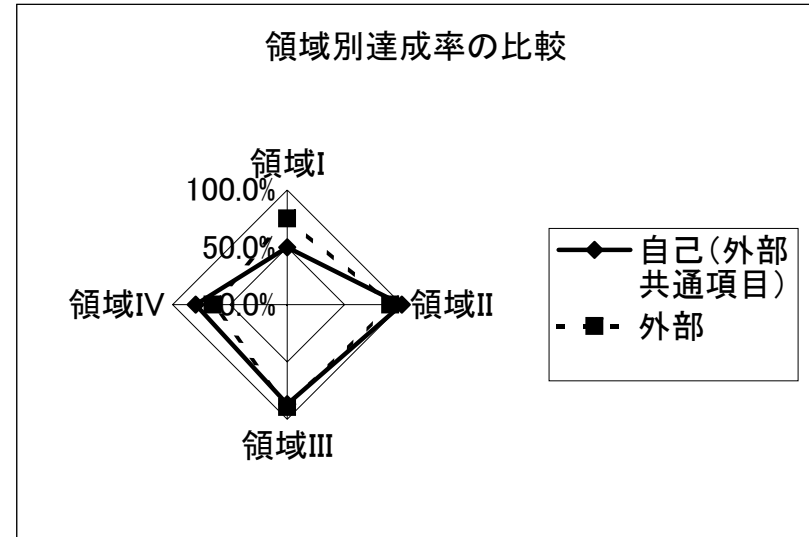 領域別達成率の比較
領域I
100.0%
50.0%
0.0%
領域IV
領域II
領域III
自己(外部
共通項目)
外部